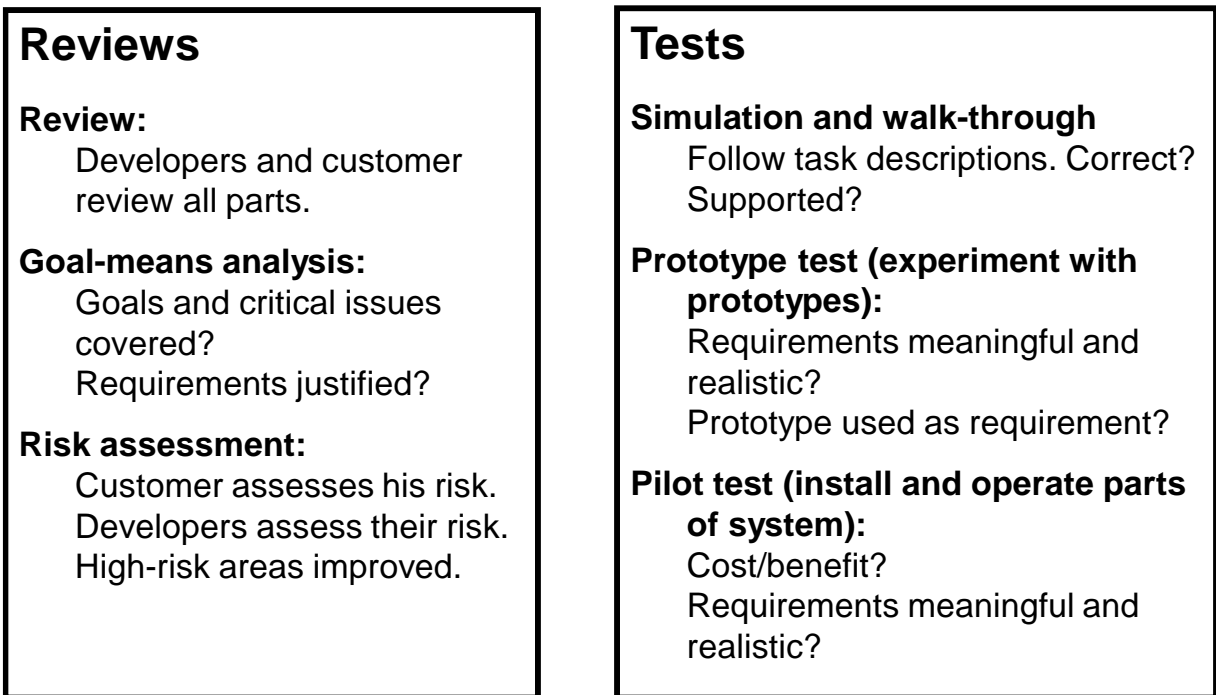 Reviews
Review:
Developers and customer
review all parts.
Goal-means analysis:
Goals and critical issues
covered?
Requirements justified?
Risk assessment:
Customer assesses his risk.
Developers assess their risk.
High-risk areas improved.
Tests
Simulation and walk-through
Follow task descriptions. Correct?
Supported?
Prototype test (experiment with
prototypes):
Requirements meaningful and
realistic?
Prototype used as requirement?
Pilot test (install and operate parts
of system):
Cost/benefit?
Requirements meaningful and
realistic?